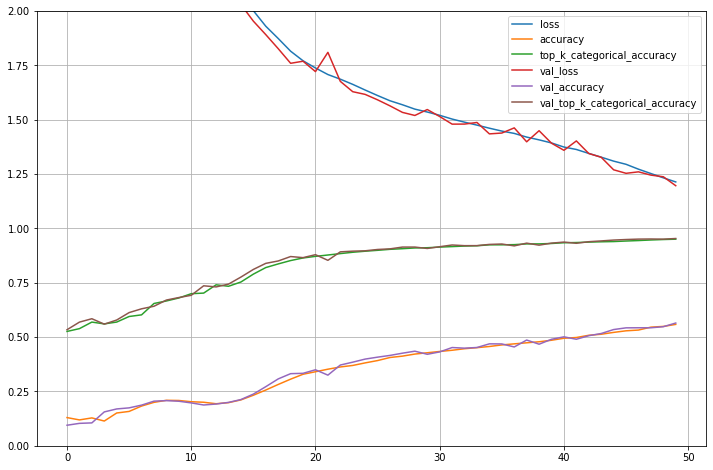 2.00
1.75
1.50
1.25
1.00
0.75
0.50
0.25
0.00
0
10
20
30
40
50
loss
accuracy
top_k_categorical_accuracy
val_loss
val_accuracy
val_top_k_categorical_accuracy